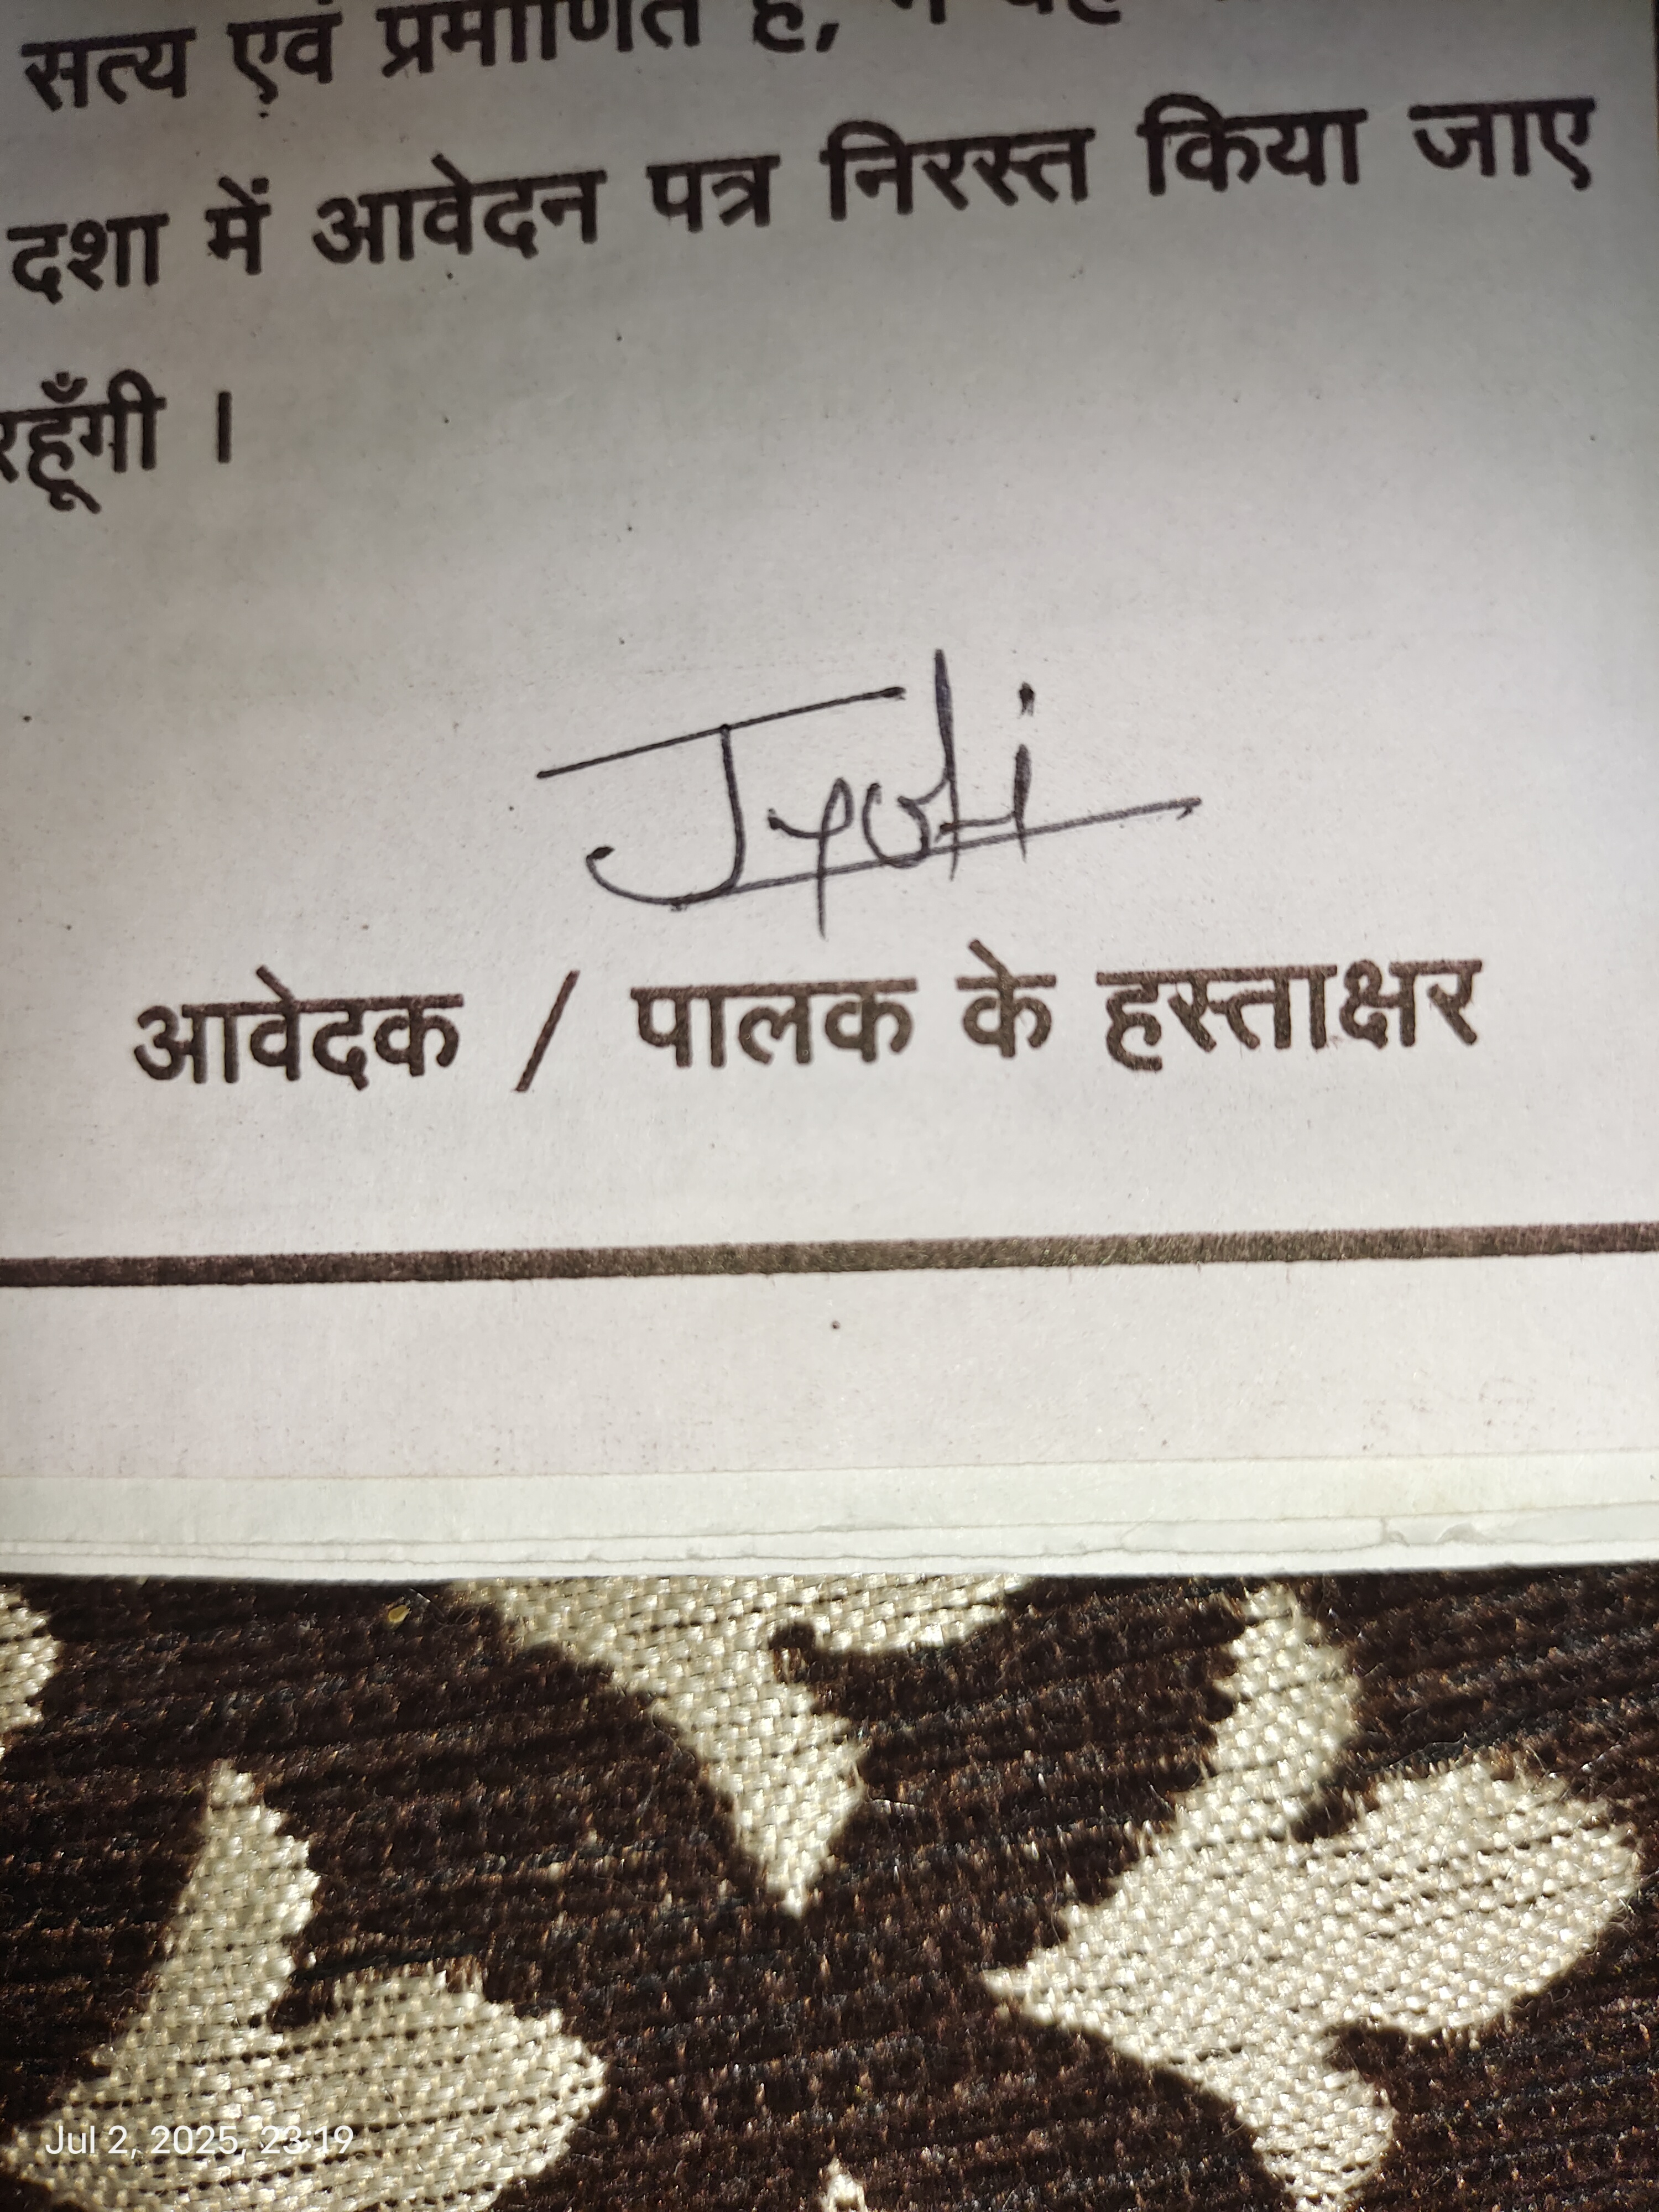 सत्य एवं प्रमाणित है, मैं यह
दशा में आवेदन पत्र निरस्त किया जाए
रहूँगी ।
Jyoti
आवेदक / पालक के हस्ताक्षर
Jul 2, 2025, 23:19